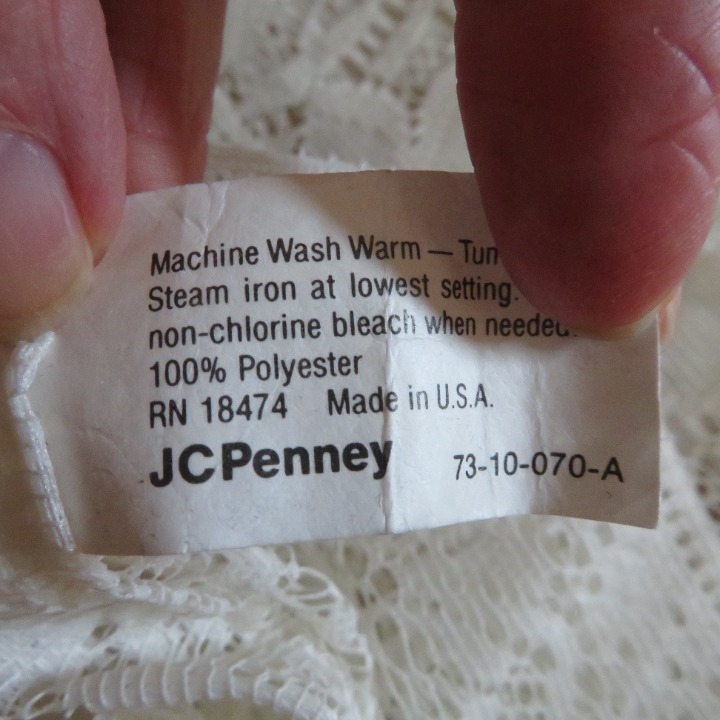 Machine Wash Warm — Tun
Steam iron at lowest setting.
non-chlorine bleach when needed.
100% Polyester
RN 18474 Made in U.S.A.
JCPenney 73-10-070-A